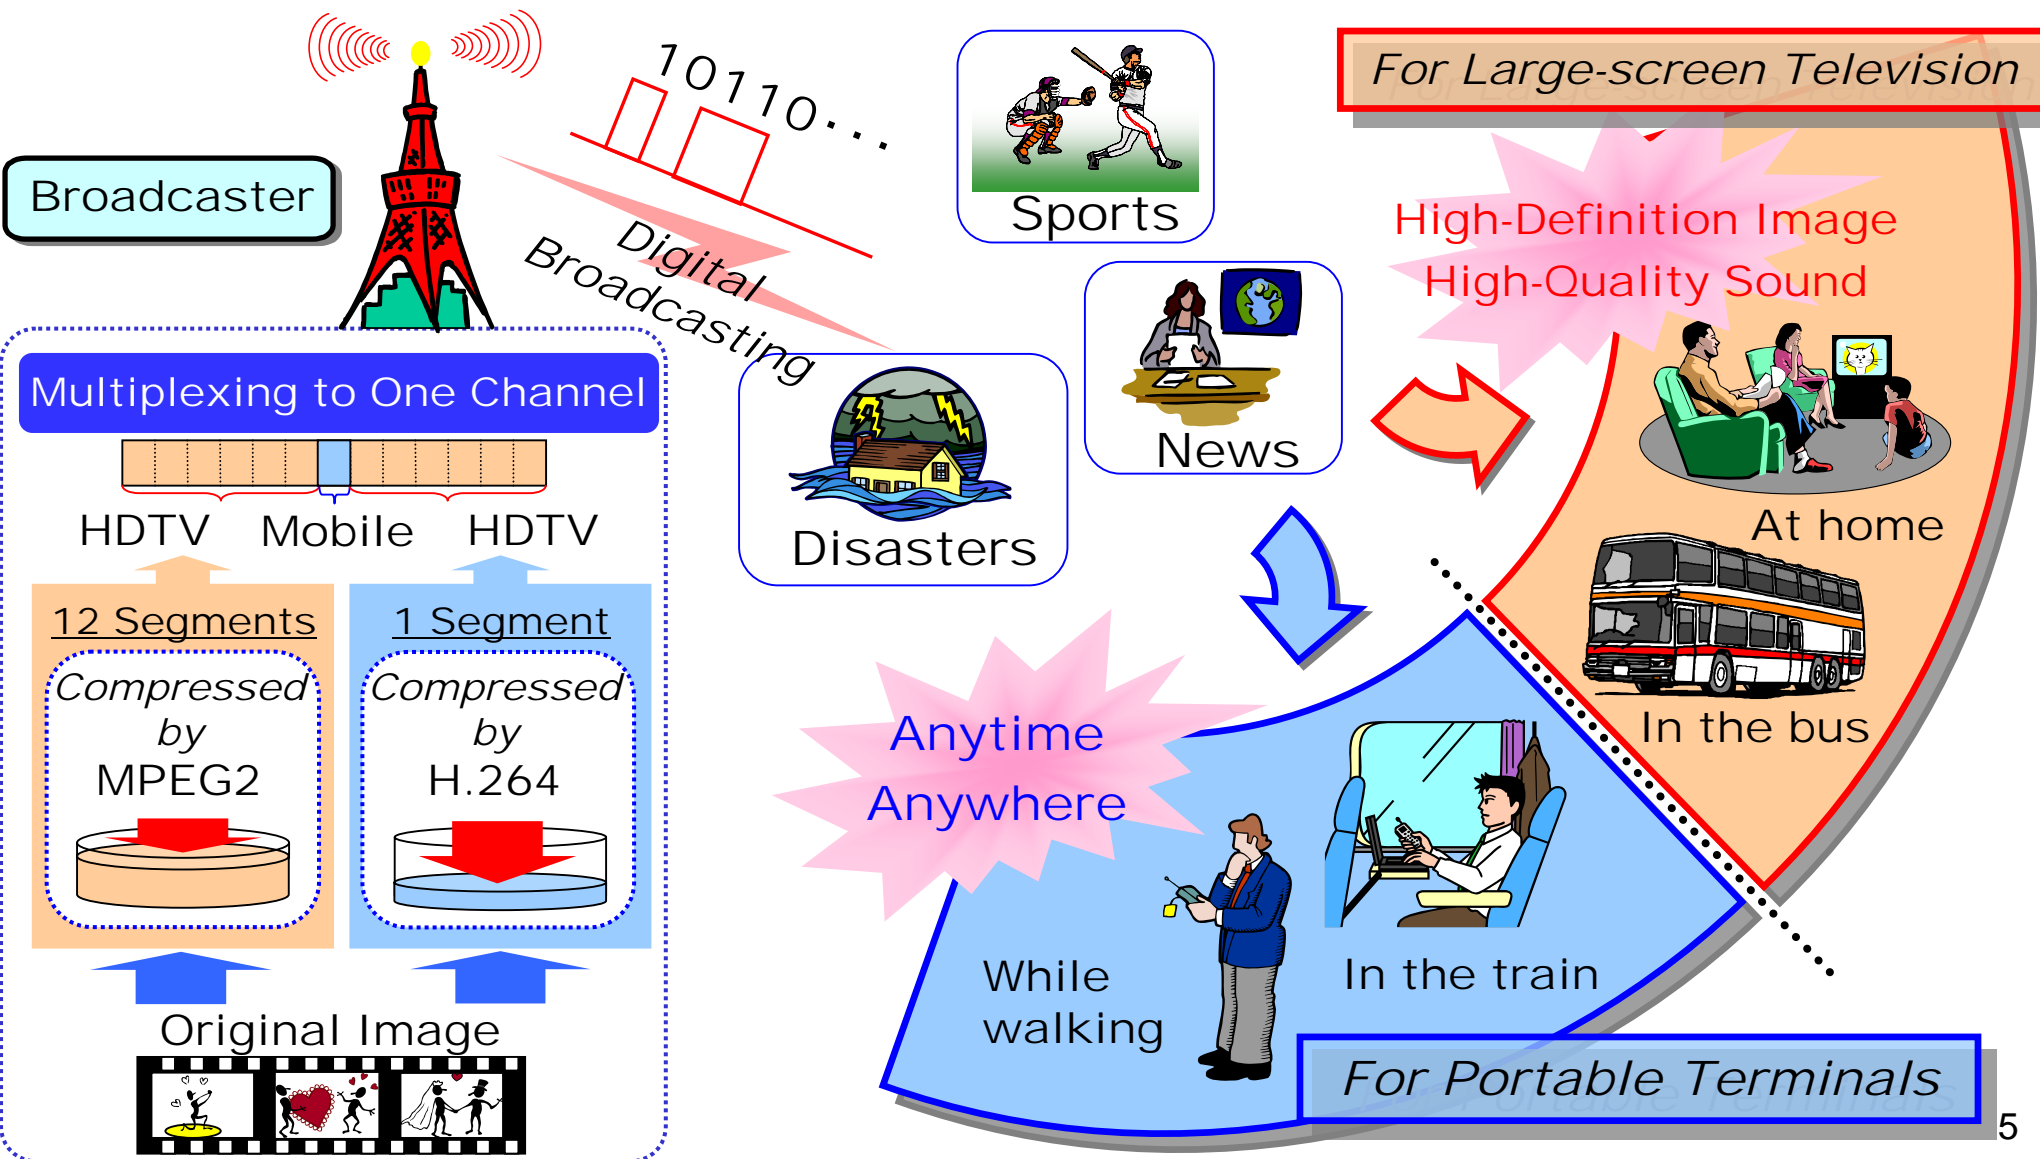 10110...
For Large-screen Television
Broadcaster
Sports
High-Definition Image
High-Quality Sound
Digital
Broadcasting
Multiplexing to One Channel
News
HDTV Mobile HDTV
Disasters
At home
12 Segments
Compressed
by
MPEG2
1 Segment
Compressed
by
H.264
In the bus
Anytime
Anywhere
While
walking
In the train
Original Image
For Portable Terminals
5